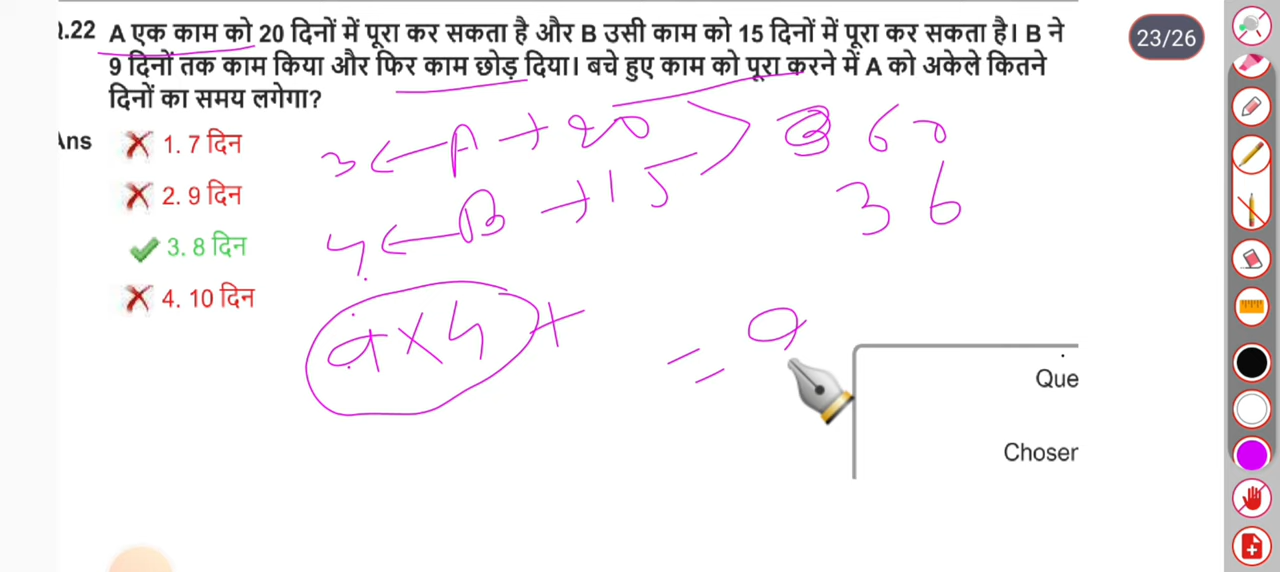 Q.22 A एक काम को 20 दिनों में पूरा कर सकता है और B उसी काम को 15 दिनों में पूरा कर सकता है। B ने
9 दिनों तक काम किया और फिर काम छोड़ दिया। बचे हुए काम को पूरा करने में A को अकेले कितने
दिनों का समय लगेगा?
23/26
Ans
1. 7 दिन
2. 9 दिन
3. 8 दिन
4. 10 दिन
3 ← A → 20
60
4 ← B → 15
36
9 × 4 + =
Que
Choser